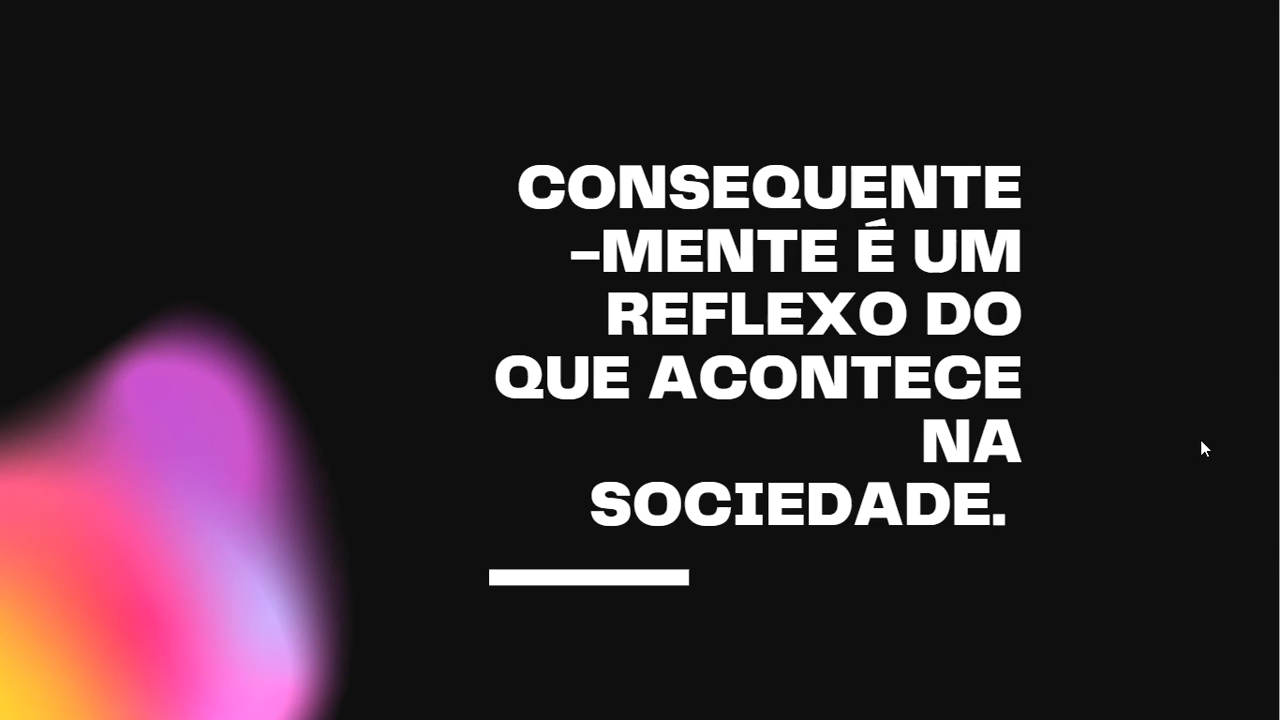 CONSEQUENTE
–MENTE É UM
REFLEXO DO
QUE ACONTECE
NA
SOCIEDADE.